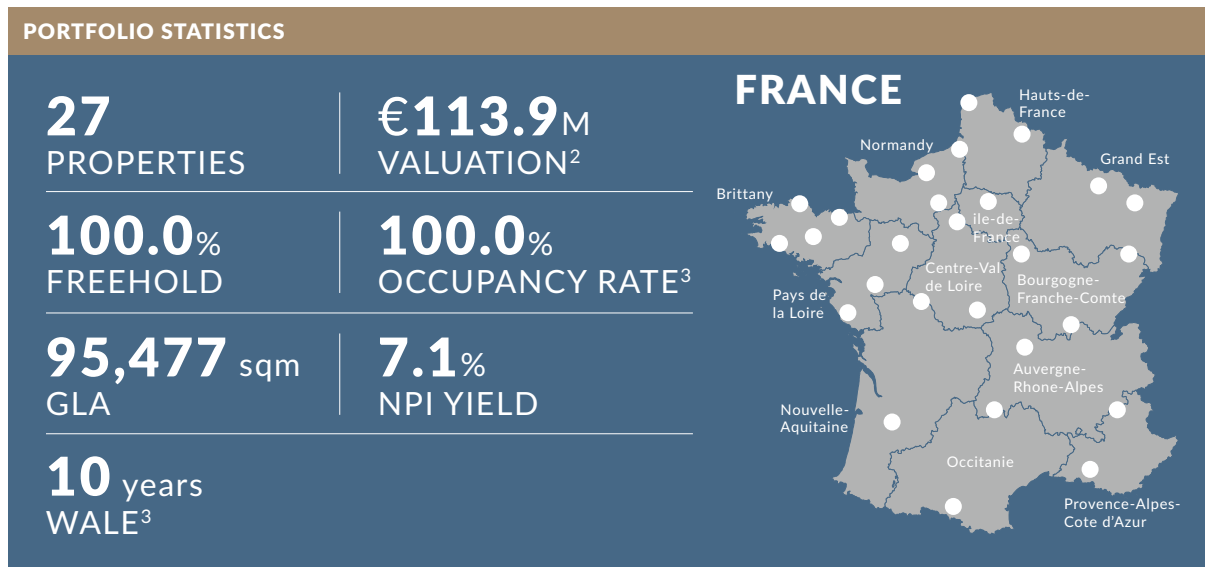 PORTFOLIO STATISTICS
27
PROPERTIES
€113.9M
VALUATION²
100.0%
FREEHOLD
100.0%
OCCUPANCY RATE³
95,477 sqm
GLA
7.1%
NPI YIELD
10 years
WALE³
FRANCE
Hauts-de-
France
Normandy
Grand Est
Brittany
ile-de-
France
Centre-Val
de Loire
Bourgogne-
Franche-Comte
Pays de
la Loire
Auvergne-
Rhone-Alpes
Nouvelle-
Aquitaine
Occitanie
Provence-Alpes-
Cote d'Azur